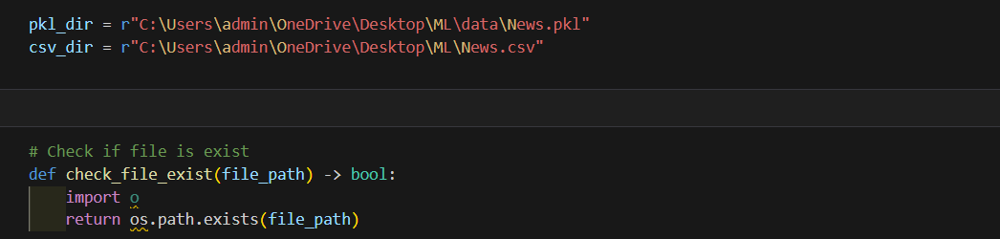 pkl_dir = r"C:\Users\admin\OneDrive\Desktop\ML\data\News.pkl"
csv_dir = r"C:\Users\admin\OneDrive\Desktop\ML\News.csv"
# Check if file is exist
def check_file_exist(file_path) -> bool:
    import o
    return os.path.exists(file_path)